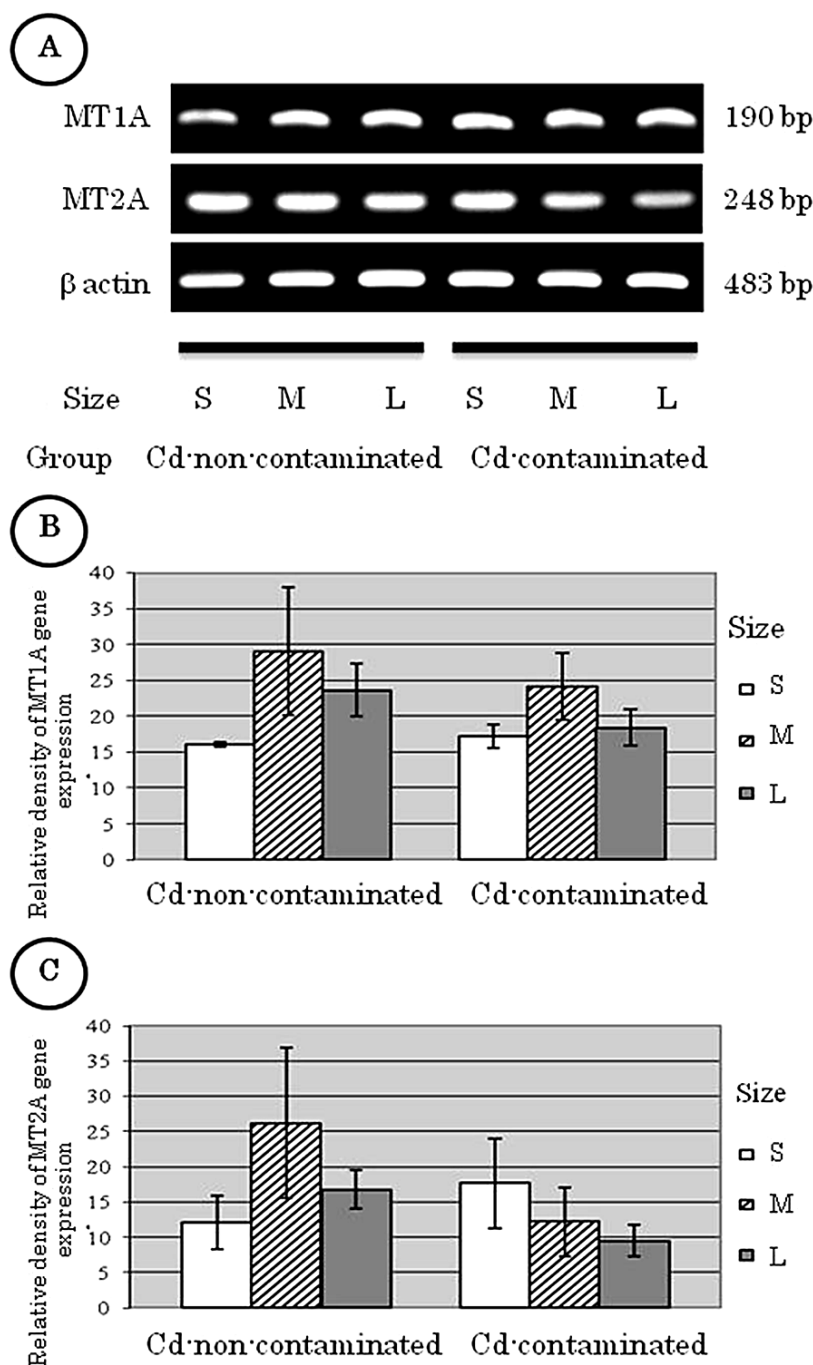 A
MT1A 190 bp
MT2A 248 bp
β actin 483 bp
Size S M L S M L
Group Cd·non·contaminated Cd·contaminated
B
Relative density of MT1A gene
expression
40
35
30
25
20
15
10
5
0
Size
S
M
L
Cd·non·contaminated Cd·contaminated
C
Relative density of MT2A gene
expression
40
35
30
25
20
15
10
5
0
Size
S
M
L
Cd·non·contaminated Cd·contaminated